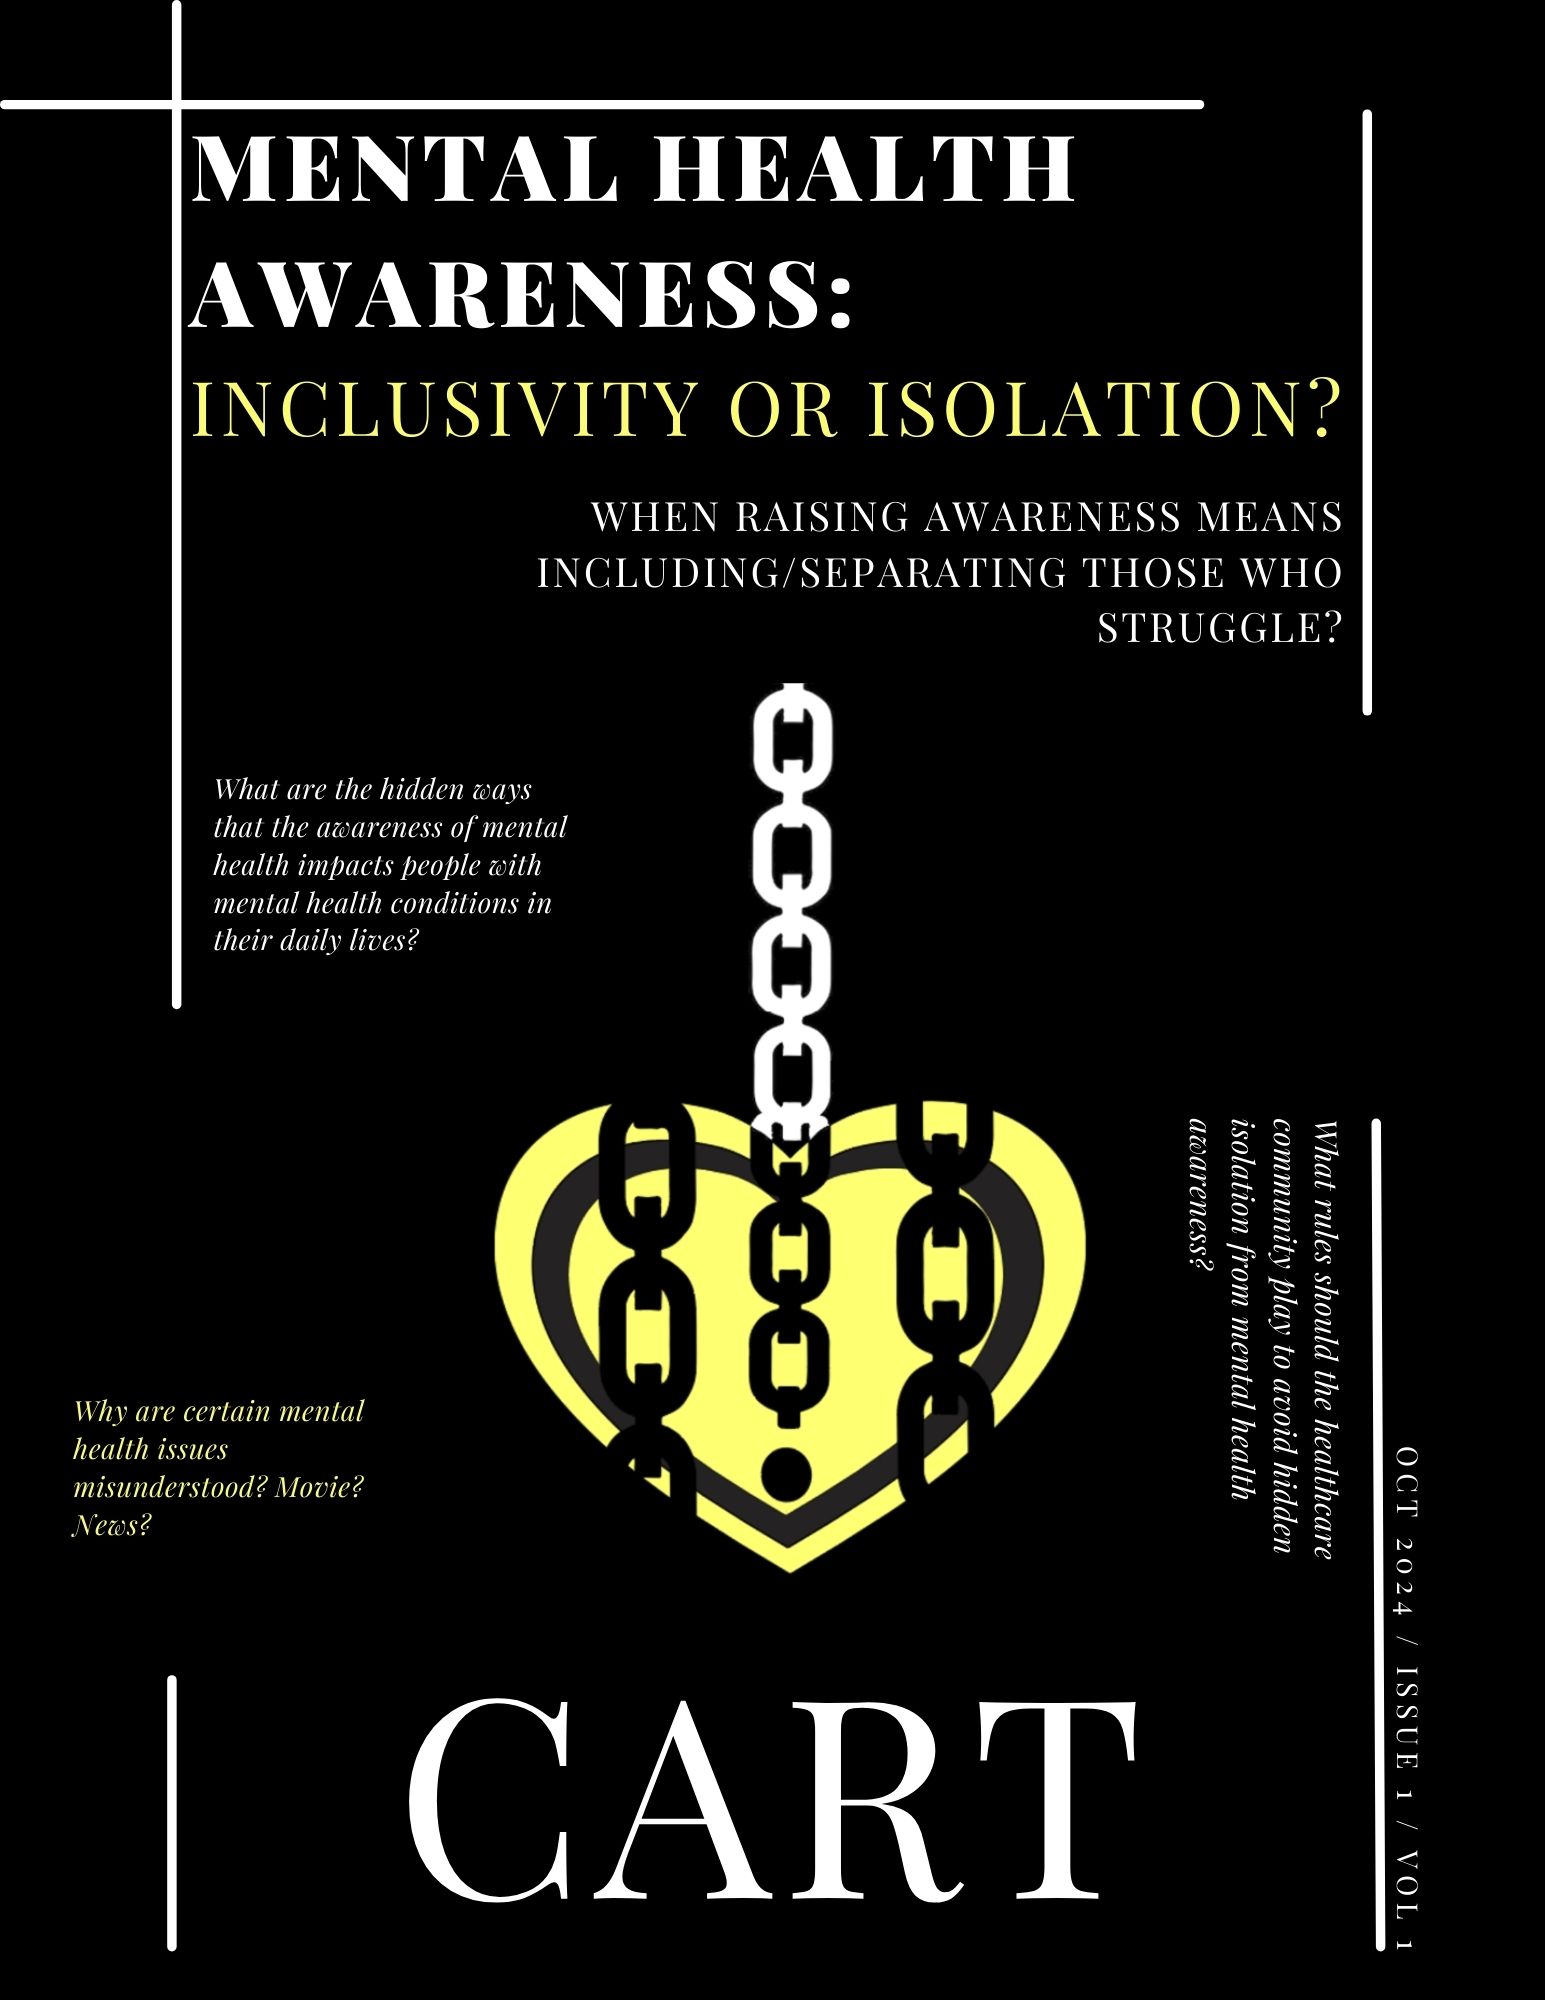 MENTAL HEALTH
AWARENESS:
INCLUSIVITY OR ISOLATION?
WHEN RAISING AWARENESS MEANS
INCLUDING/SEPARATING THOSE WHO
STRUGGLE?
What are the hidden ways
that the awareness of mental
health impacts people with
mental health conditions in
their daily lives?
What rules should the healthcare
community play to avoid hidden
isolation from mental health
awareness?
Why are certain mental
health issues
misunderstood? Movie?
News?
OCT 2024 / ISSUE 1 / VOL 1
CART